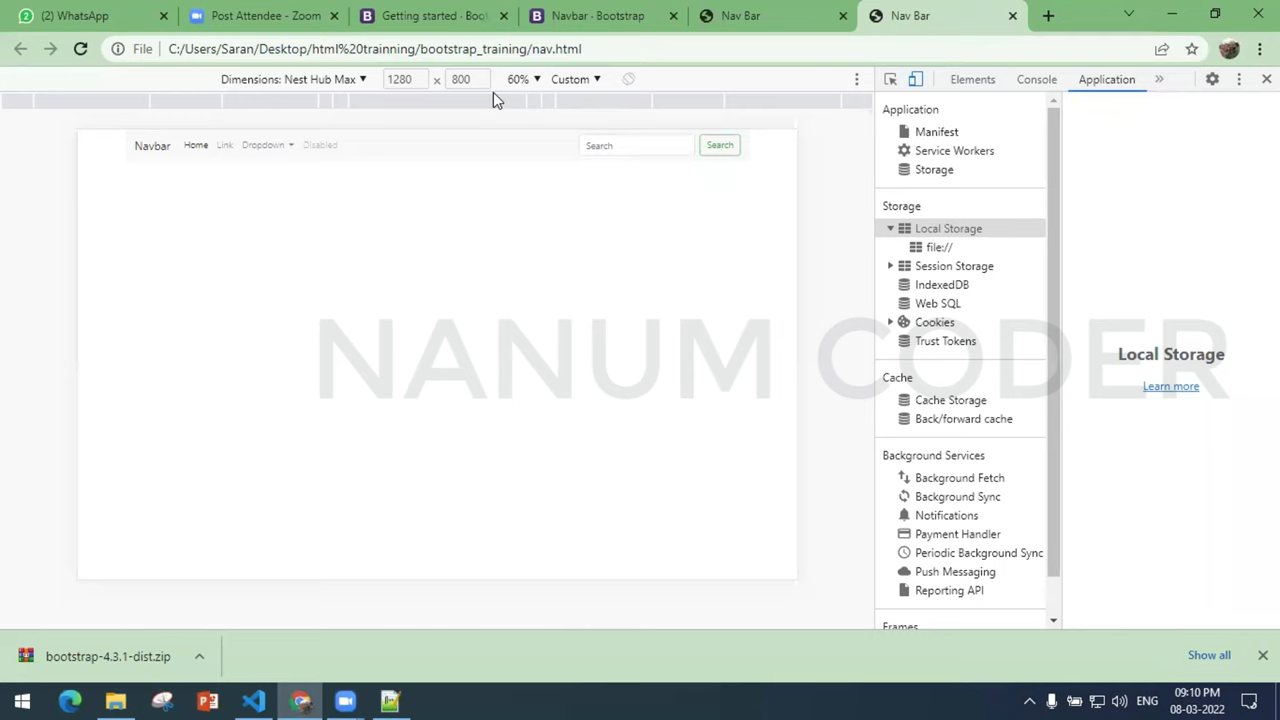 (2) WhatsApp
Post Attendee - Zoom
Getting started · Boot
Navbar · Bootstrap
Nav Bar
Nav Bar
File
C:/Users/Saran/Desktop/html%20trainning/bootstrap_training/nav.html
Dimensions: Nest Hub Max
1280
×
800
60%
Custom
Elements
Console
Application
»
Navbar
Home
Link
Dropdown
Disabled
Search
Search
Application
Manifest
Service Workers
Storage
Storage
Local Storage
file://
Session Storage
IndexedDB
Web SQL
Cookies
Trust Tokens
Cache
Cache Storage
Back/forward cache
Background Services
Background Fetch
Background Sync
Notifications
Payment Handler
Periodic Background Sync
Push Messaging
Reporting API
Frames
Local Storage
Learn more
NANUM CODER
bootstrap-4.3.1-dist.zip
Show all
ENG
09:10 PM
08-03-2022